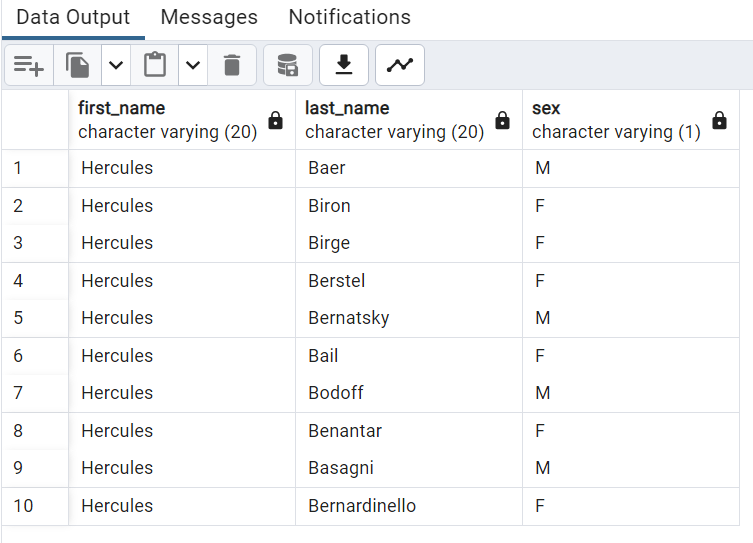 Data Output Messages Notifications
first_name last_name sex
character varying (20) character varying (20) character varying (1)
1 Hercules Baer M
2 Hercules Biron F
3 Hercules Birge F
4 Hercules Berstel F
5 Hercules Bernatsky M
6 Hercules Bail F
7 Hercules Bodoff M
8 Hercules Benantar F
9 Hercules Basagni M
10 Hercules Bernardinello F